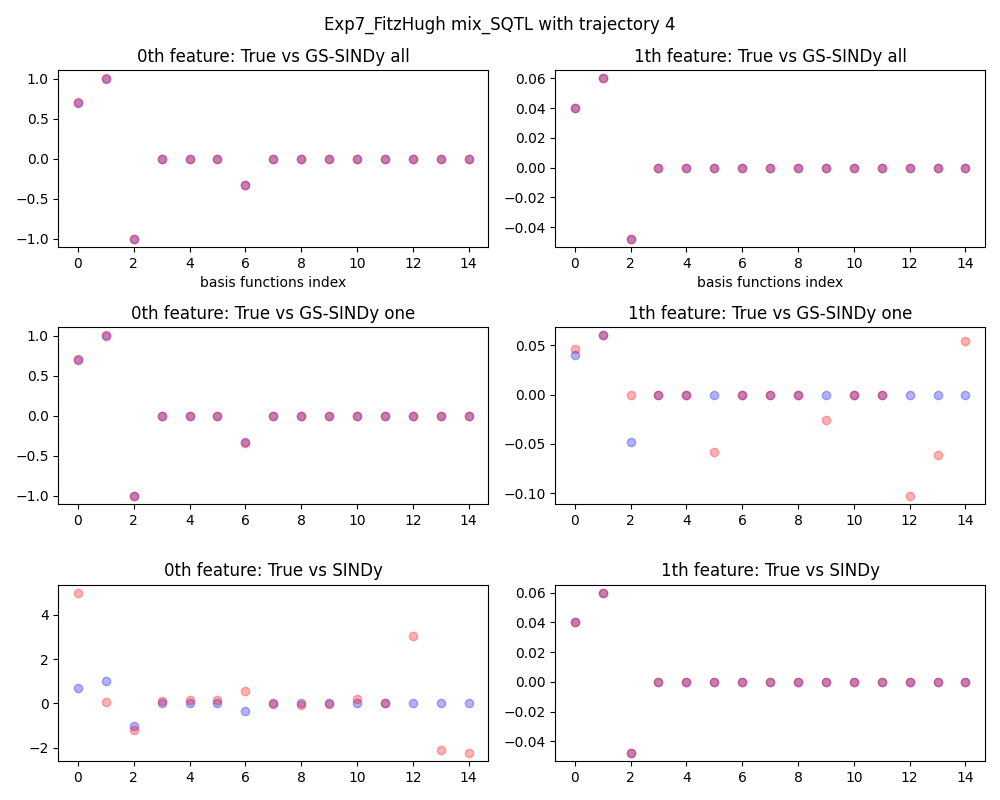 Exp7_FitzHugh mix_SQTL with trajectory 4
0th feature: True vs GS-SINDy all
1.0
0.5
0.0
−0.5
−1.0
0 2 4 6 8 10 12 14
basis functions index
1th feature: True vs GS-SINDy all
0.06
0.04
0.02
0.00
−0.02
−0.04
0 2 4 6 8 10 12 14
basis functions index
0th feature: True vs GS-SINDy one
1.0
0.5
0.0
−0.5
−1.0
0 2 4 6 8 10 12 14
1th feature: True vs GS-SINDy one
0.05
0.00
−0.05
−0.10
0 2 4 6 8 10 12 14
0th feature: True vs SINDy
4
2
0
−2
0 2 4 6 8 10 12 14
1th feature: True vs SINDy
0.06
0.04
0.02
0.00
−0.02
−0.04
0 2 4 6 8 10 12 14